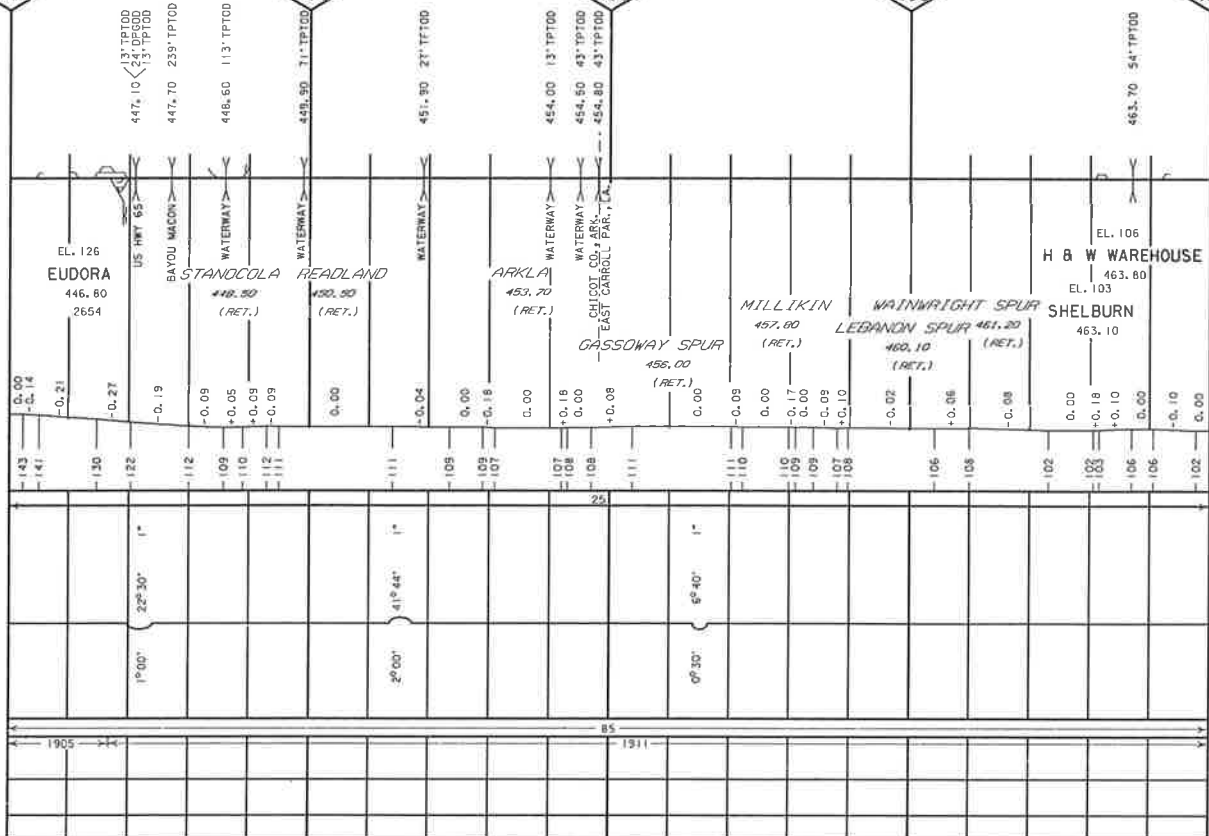 13' TPTOD
447.10 24' DPGOD
13' TPTOD
447.70 239' TPTOD
448.60 113' TPTOD
449.90 71' TPTOD
451.90 27' TPTOD
454.00 13' TPTOD
454.50 43' TPTOD
454.80 43' TPTOD
463.70 54' TPTOD
US HWY 65
BAYOU MACON
WATERWAY
WATERWAY
WATERWAY
WATERWAY
WATERWAY
CHICOT CO., ARK.
EAST CARROLL PAR., LA.
EL. 126
EUDORA
446.80
2654
STANOCOLA
448.50
(RET.)
READLAND
450.50
(RET.)
ARKLA
453.70
(RET.)
GASSOWAY SPUR
456.00
(RET.)
MILLIKIN
457.80
(RET.)
LEBANON SPUR
460.10
(RET.)
WAINWRIGHT SPUR
461.20
(RET.)
EL. 106
H & W WAREHOUSE
463.80
EL. 103
SHELBURN
463.10
0.00 -0.14 -0.21 -0.27 -0.19 -0.09 +0.05 +0.09 -0.09 0.00 -0.04 0.00 -0.18 0.00 +0.18 0.00 +0.08 0.00 -0.09 0.00 -0.17 0.00 -0.09 +0.10 -0.02 +0.06 -0.08 0.00 +0.18 +0.10 0.00 -0.10 0.00
143 141 130 122 112 109 110 112 111 111 109 109 107 107 108 108 111 111 110 110 109 109 107 108 106 108 102 102 103 106 106 102
25
22°30' 1"
41°44' 1"
6°40' 1"
1°00'
2°00'
0°30'
85
1905
1911